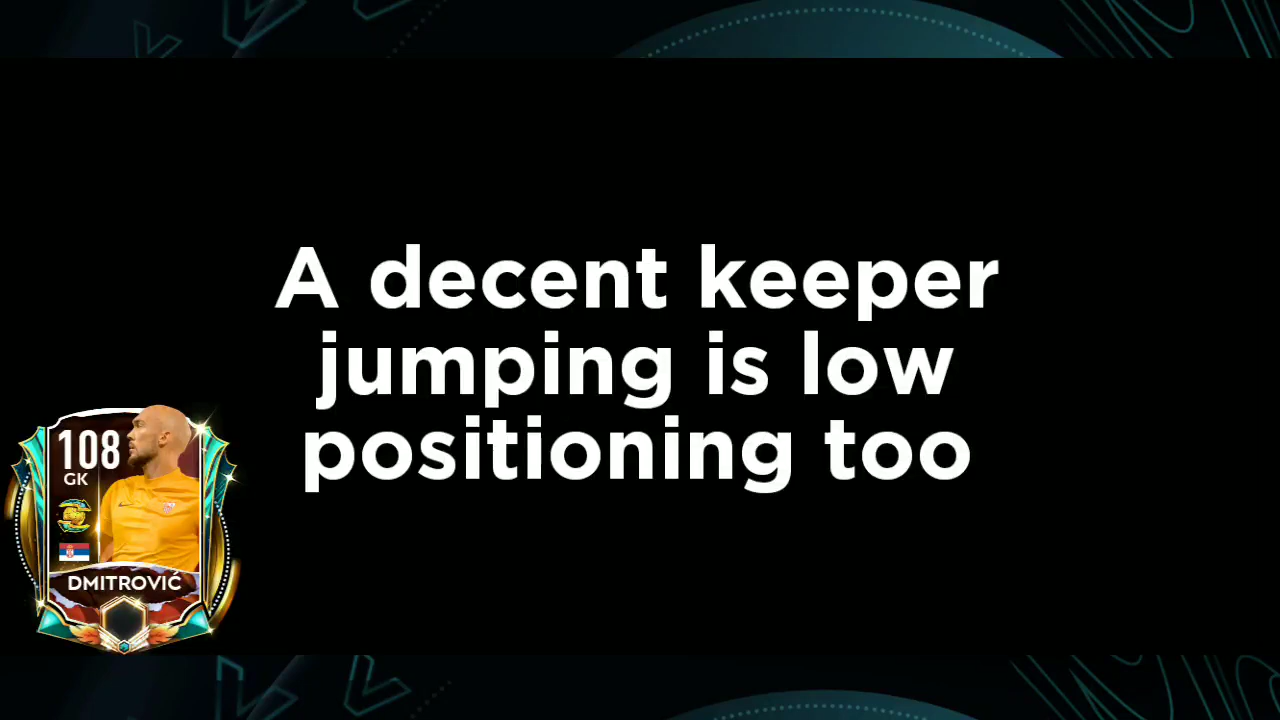 A decent keeper
jumping is low
positioning too
108
GK
DMITROVIĆ